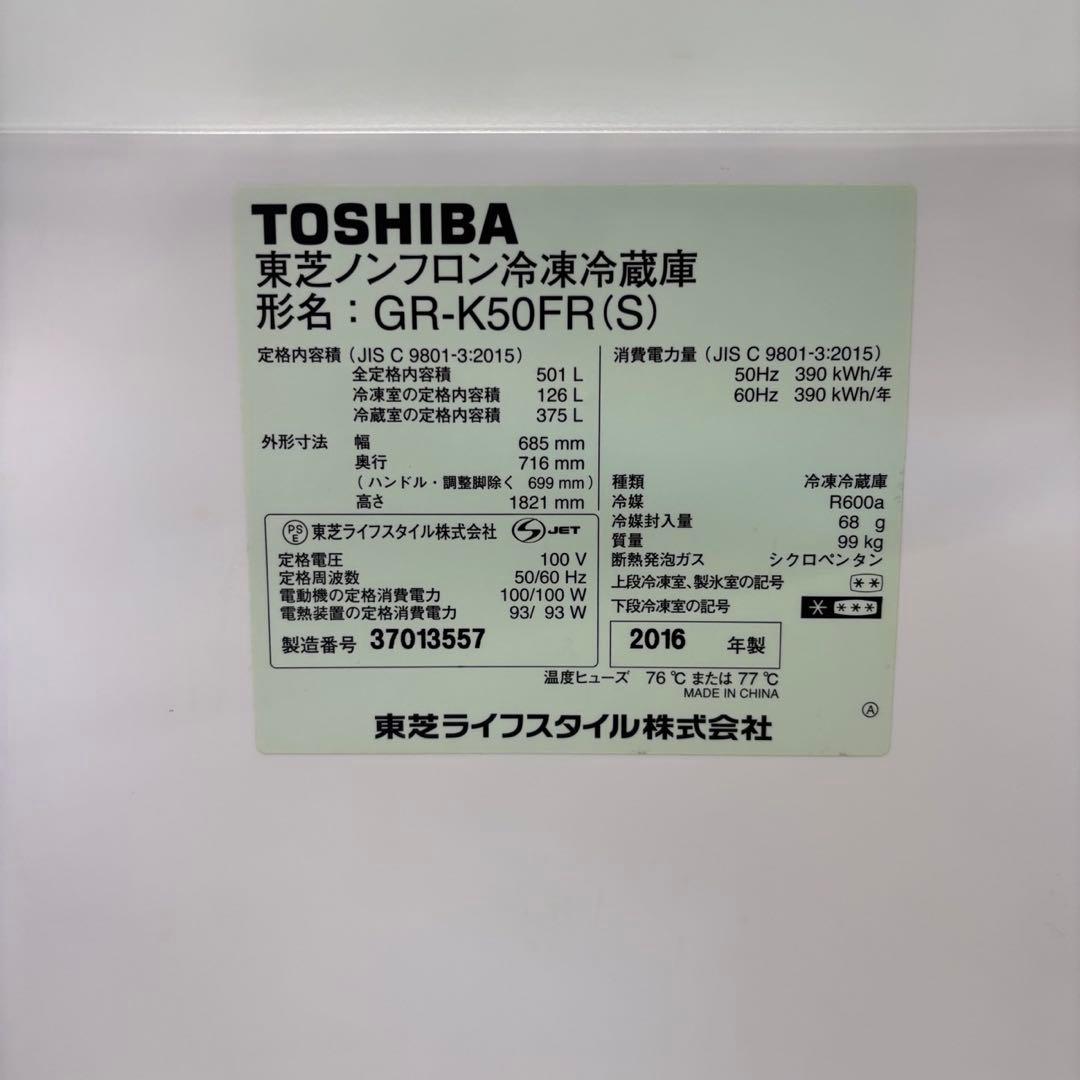 TOSHIBA
東芝ノンフロン冷凍冷蔵庫
形名：GR-K50FR(S)
定格内容積 (JIS C 9801-3:2015)
全定格内容積 501 L
冷凍室の定格内容積 126 L
冷蔵室の定格内容積 375 L
外形寸法 幅 685 mm
奥行 716 mm
(ハンドル・調整脚除く 699 mm)
高さ 1821 mm
消費電力量 (JIS C 9801-3:2015)
50Hz 390 kWh/年
60Hz 390 kWh/年
種類 冷凍冷蔵庫
冷媒 R600a
冷媒封入量 68 g
質量 99 kg
断熱発泡ガス シクロペンタン
上段冷凍室、製氷室の記号 **
下段冷凍室の記号 * ***
PSE 東芝ライフスタイル株式会社 JET
定格電圧 100 V
定格周波数 50/60 Hz
電動機の定格消費電力 100/100 W
電熱装置の定格消費電力 93/ 93 W
製造番号 37013557
2016 年製
温度ヒューズ 76 ℃ または 77 ℃
MADE IN CHINA
Ⓐ
東芝ライフスタイル株式会社